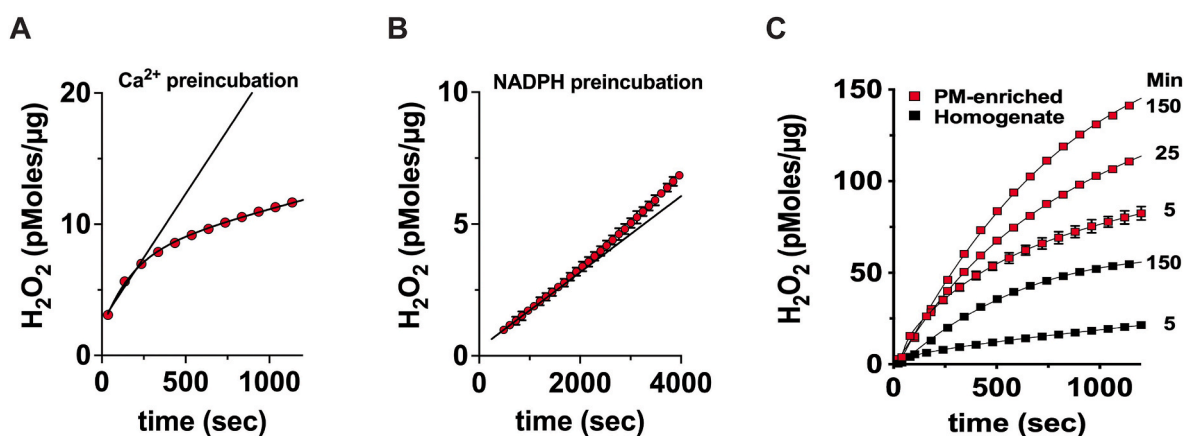 A
Ca²⁺ preincubation
20
10
0
0
500
1000
time (sec)
H₂O₂ (pMoles/µg)
B
NADPH preincubation
10
5
0
0
2000
4000
time (sec)
H₂O₂ (pMoles/µg)
C
Min
PM-enriched
Homogenate
150
100
50
0
150
25
5
150
5
0
500
1000
time (sec)
H₂O₂ (pMoles/µg)